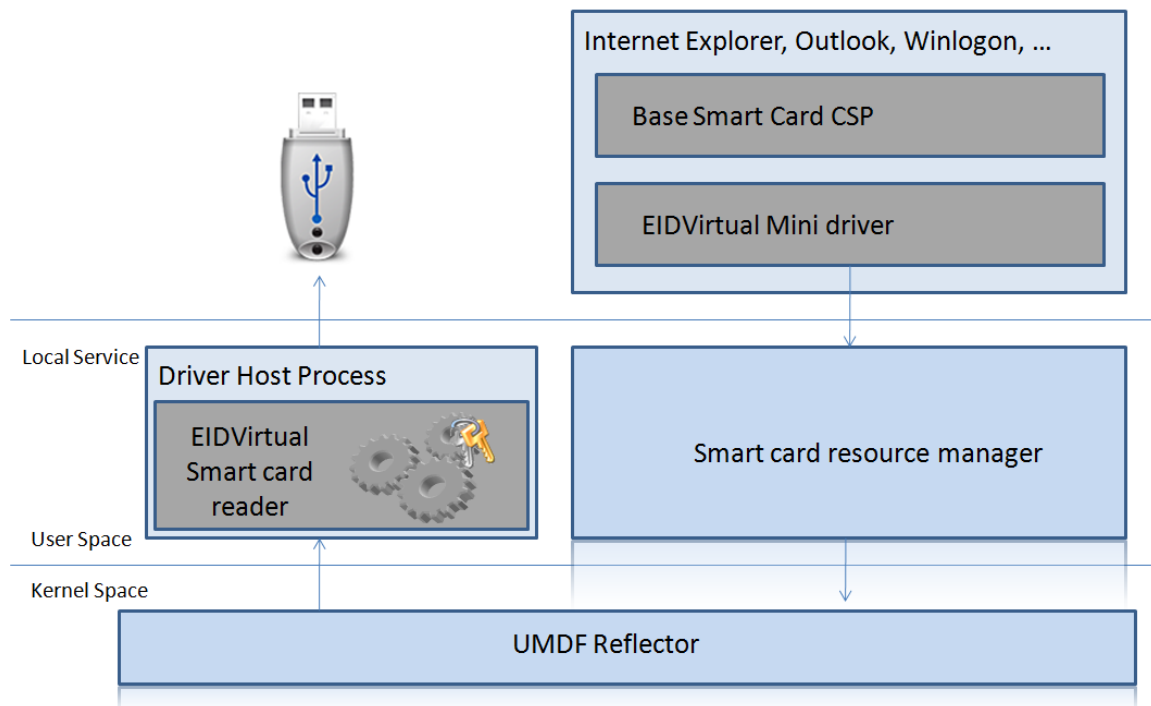 Internet Explorer, Outlook, Winlogon, ...
Base Smart Card CSP
EIDVirtual Mini driver
Local Service
Driver Host Process
EIDVirtual
Smart card
reader
Smart card resource manager
User Space
Kernel Space
UMDF Reflector